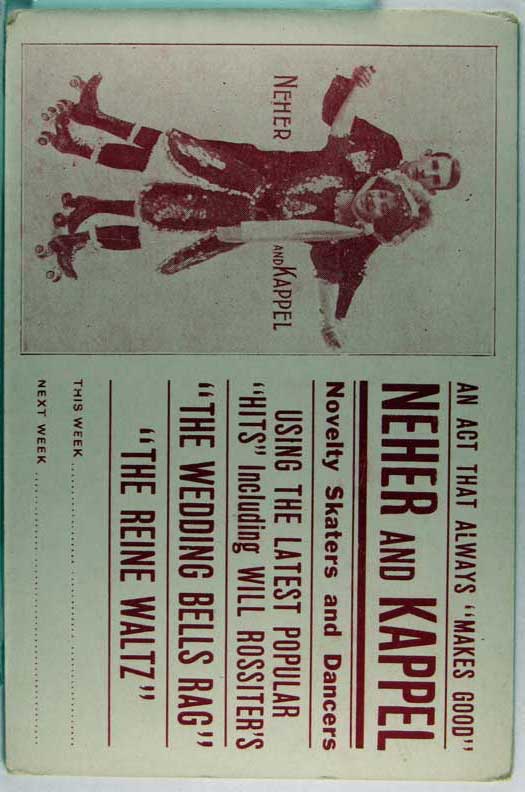 NEHER
AND KAPPEL
AN ACT THAT ALWAYS "MAKES GOOD"
NEHER AND KAPPEL
Novelty Skaters and Dancers
USING THE LATEST POPULAR
"HITS" Including WILL ROSSITER'S
"THE WEDDING BELLS RAG"
"THE REINE WALTZ"
THIS WEEK
NEXT WEEK